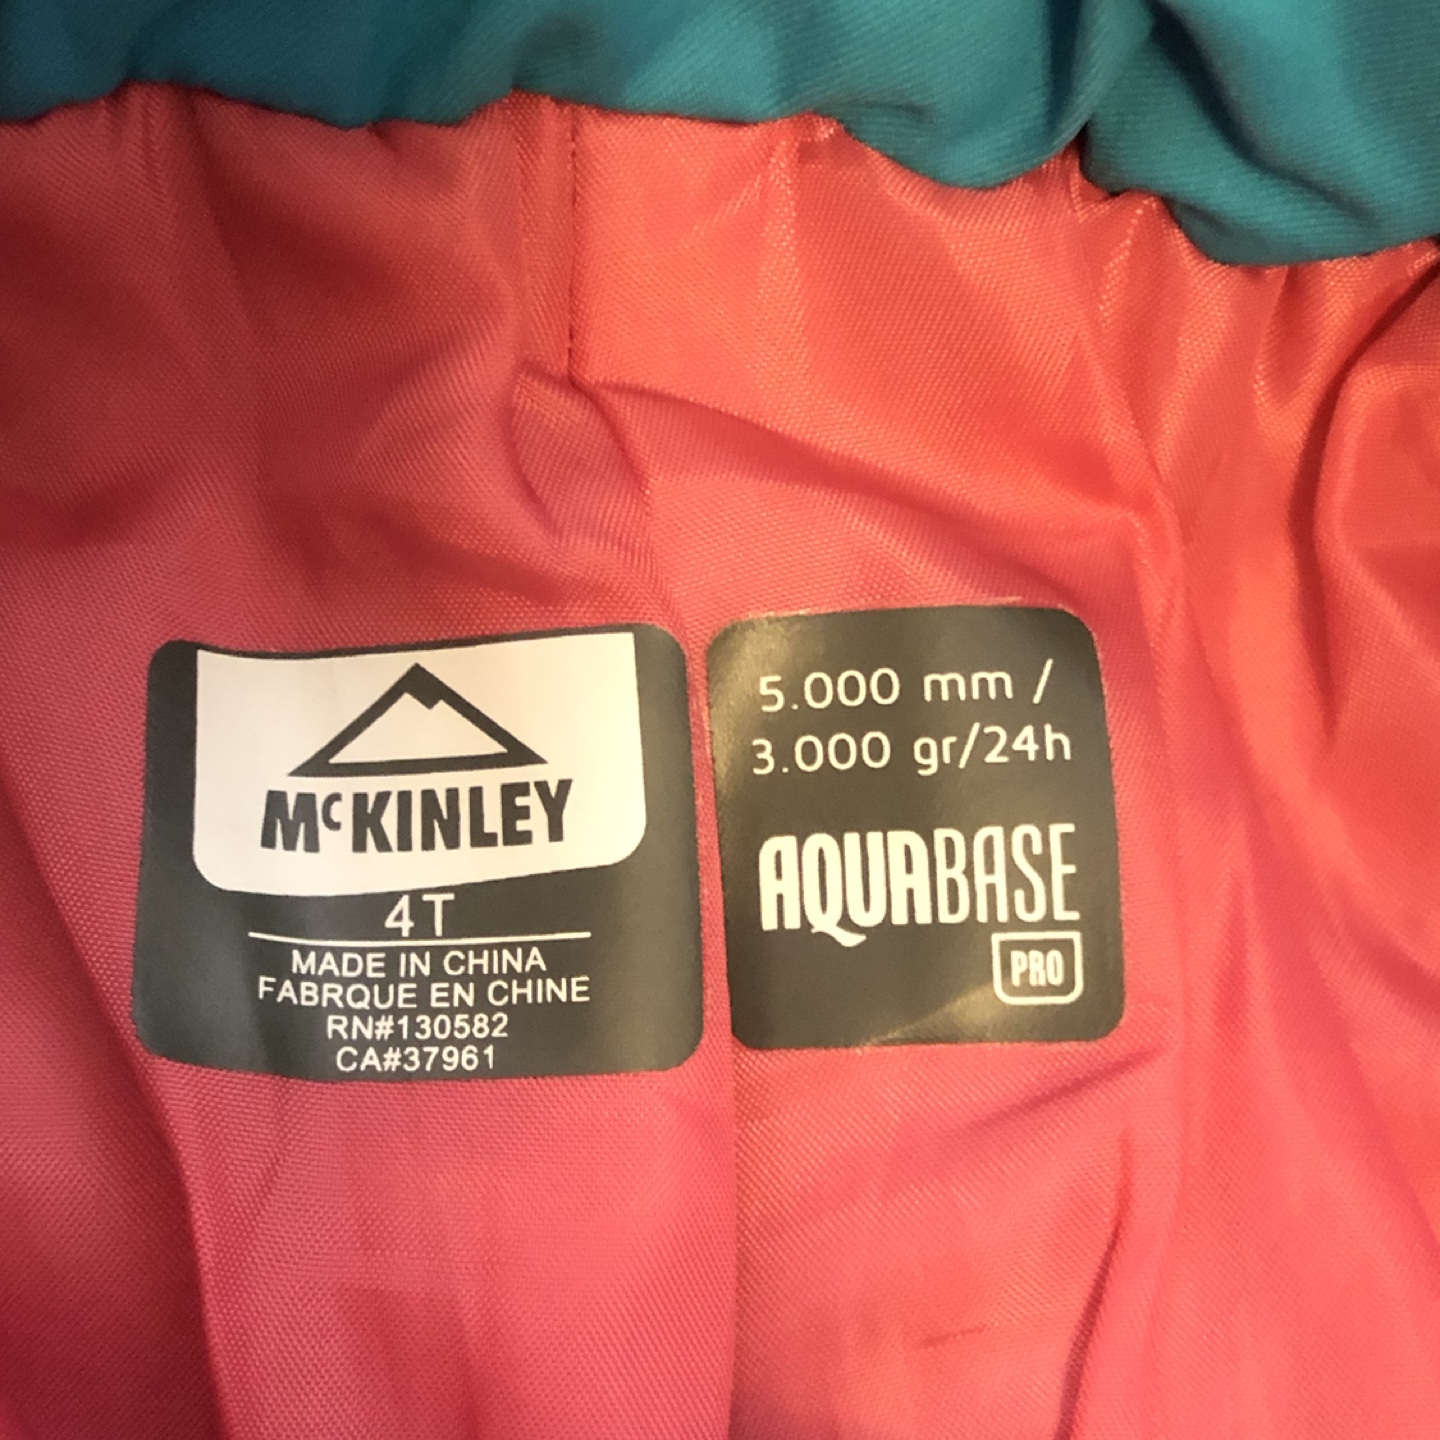 McKINLEY
4T
MADE IN CHINA
FABRQUE EN CHINE
RN#130582
CA#37961
5.000 mm /
3.000 gr/24h
AQUABASE
PRO